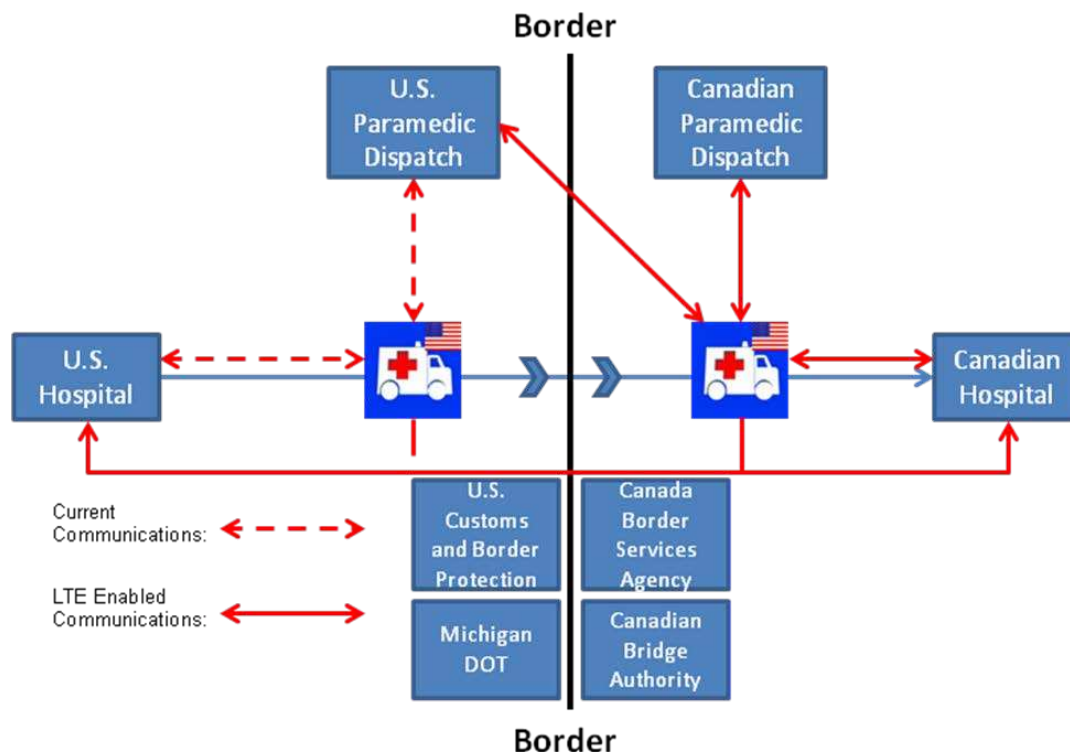 Border
U.S.
Paramedic
Dispatch
Canadian
Paramedic
Dispatch
U.S.
Hospital
Canadian
Hospital
Current
Communications:
LTE Enabled
Communications:
U.S.
Customs
and Border
Protection
Canada
Border
Services
Agency
Michigan
DOT
Canadian
Bridge
Authority
Border